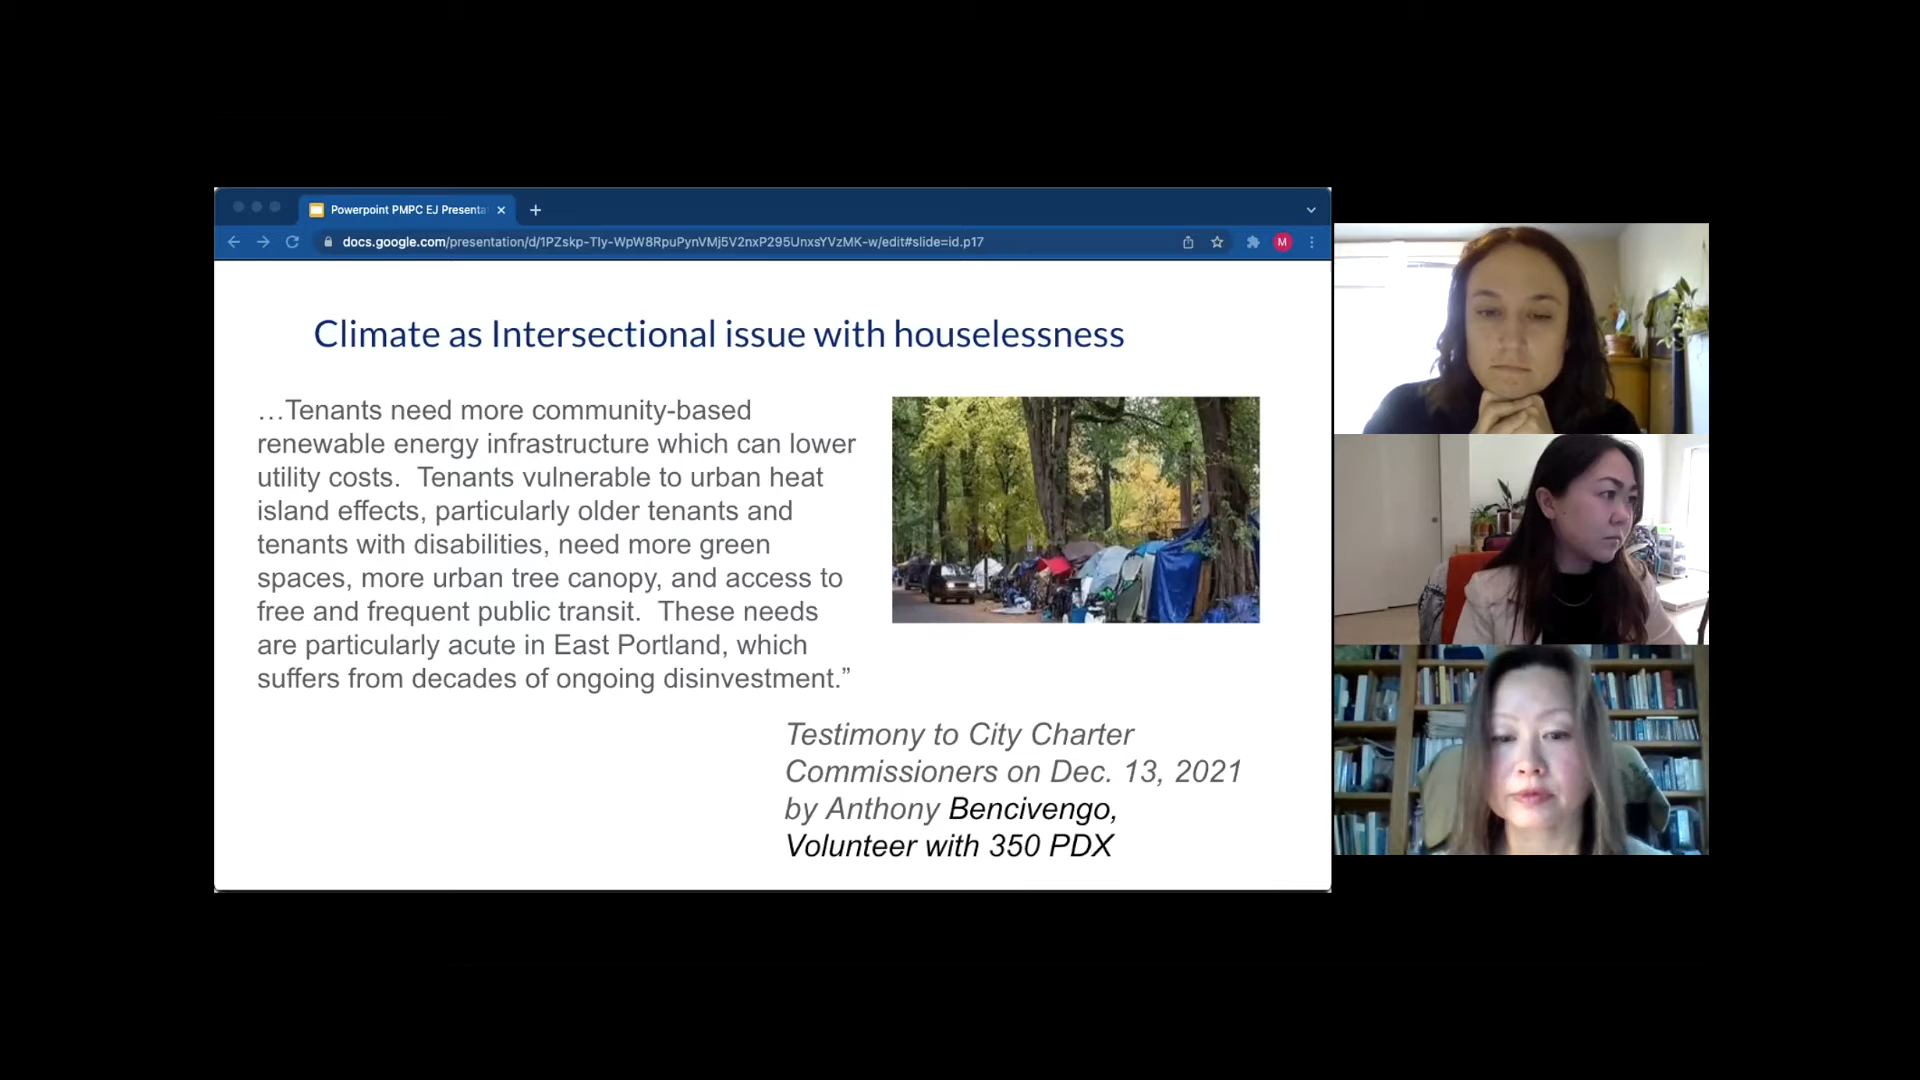 Powerpoint PMPC EJ Presenta
docs.google.com/presentation/d/1PZskp-TIy-WpW8RpuPynVMj5V2nxP295UnxsYVzMK-w/edit#slide=id.p17
M
Climate as Intersectional issue with houselessness
…Tenants need more community-based
renewable energy infrastructure which can lower
utility costs.  Tenants vulnerable to urban heat
island effects, particularly older tenants and
tenants with disabilities, need more green
spaces, more urban tree canopy, and access to
free and frequent public transit.  These needs
are particularly acute in East Portland, which
suffers from decades of ongoing disinvestment.”
Testimony to City Charter
Commissioners on Dec. 13, 2021
by Anthony Bencivengo,
Volunteer with 350 PDX